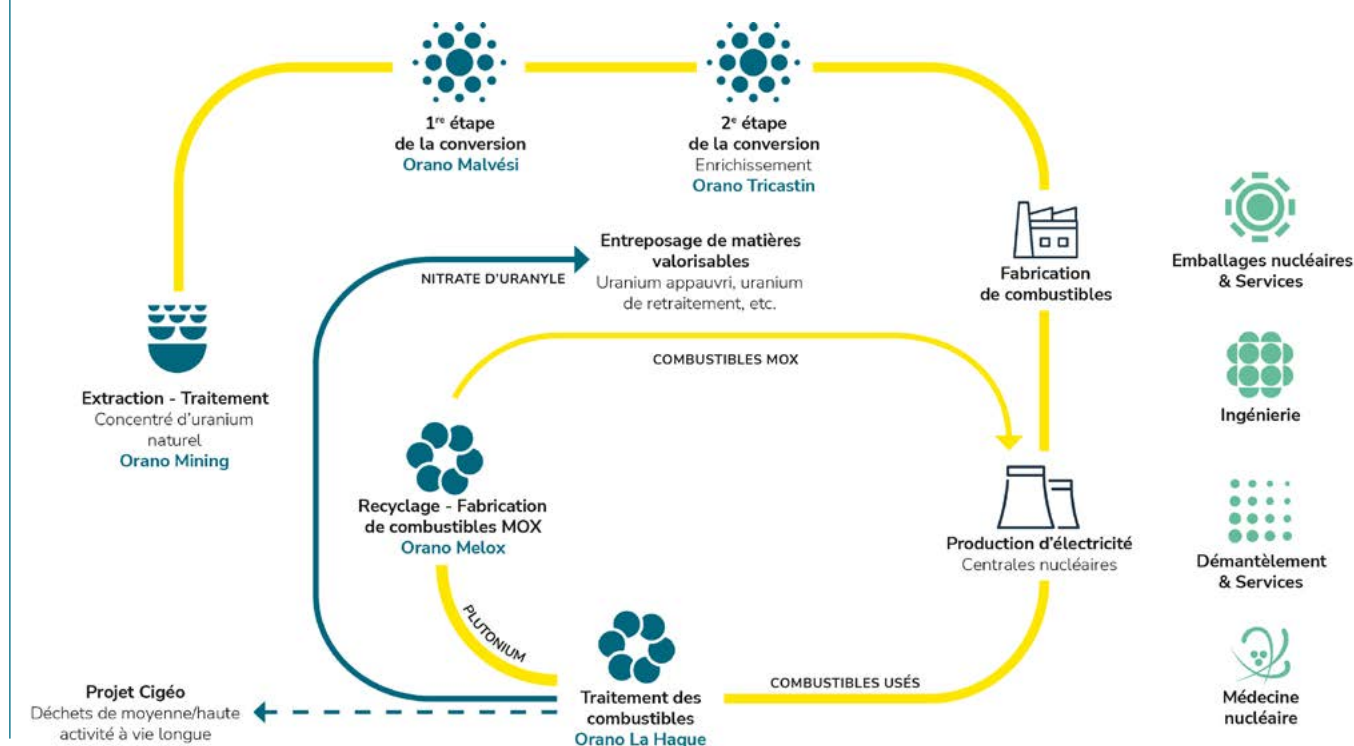 1re étape
de la conversion
Orano Malvési
2e étape
de la conversion
Enrichissement
Orano Tricastin
Entreposage de matières
valorisables
Uranium appauvri, uranium
de retraitement, etc.
NITRATE D'URANYLE
Fabrication
de combustibles
Emballages nucléaires
& Services
COMBUSTIBLES MOX
Extraction - Traitement
Concentré d'uranium
naturel
Orano Mining
Ingénierie
Recyclage - Fabrication
de combustibles MOX
Orano Melox
Production d'électricité
Centrales nucléaires
Démantèlement
& Services
PLUTONIUM
COMBUSTIBLES USÉS
Projet Cigéo
Déchets de moyenne/haute
activité à vie longue
Traitement des
combustibles
Orano La Hague
Médecine
nucléaire